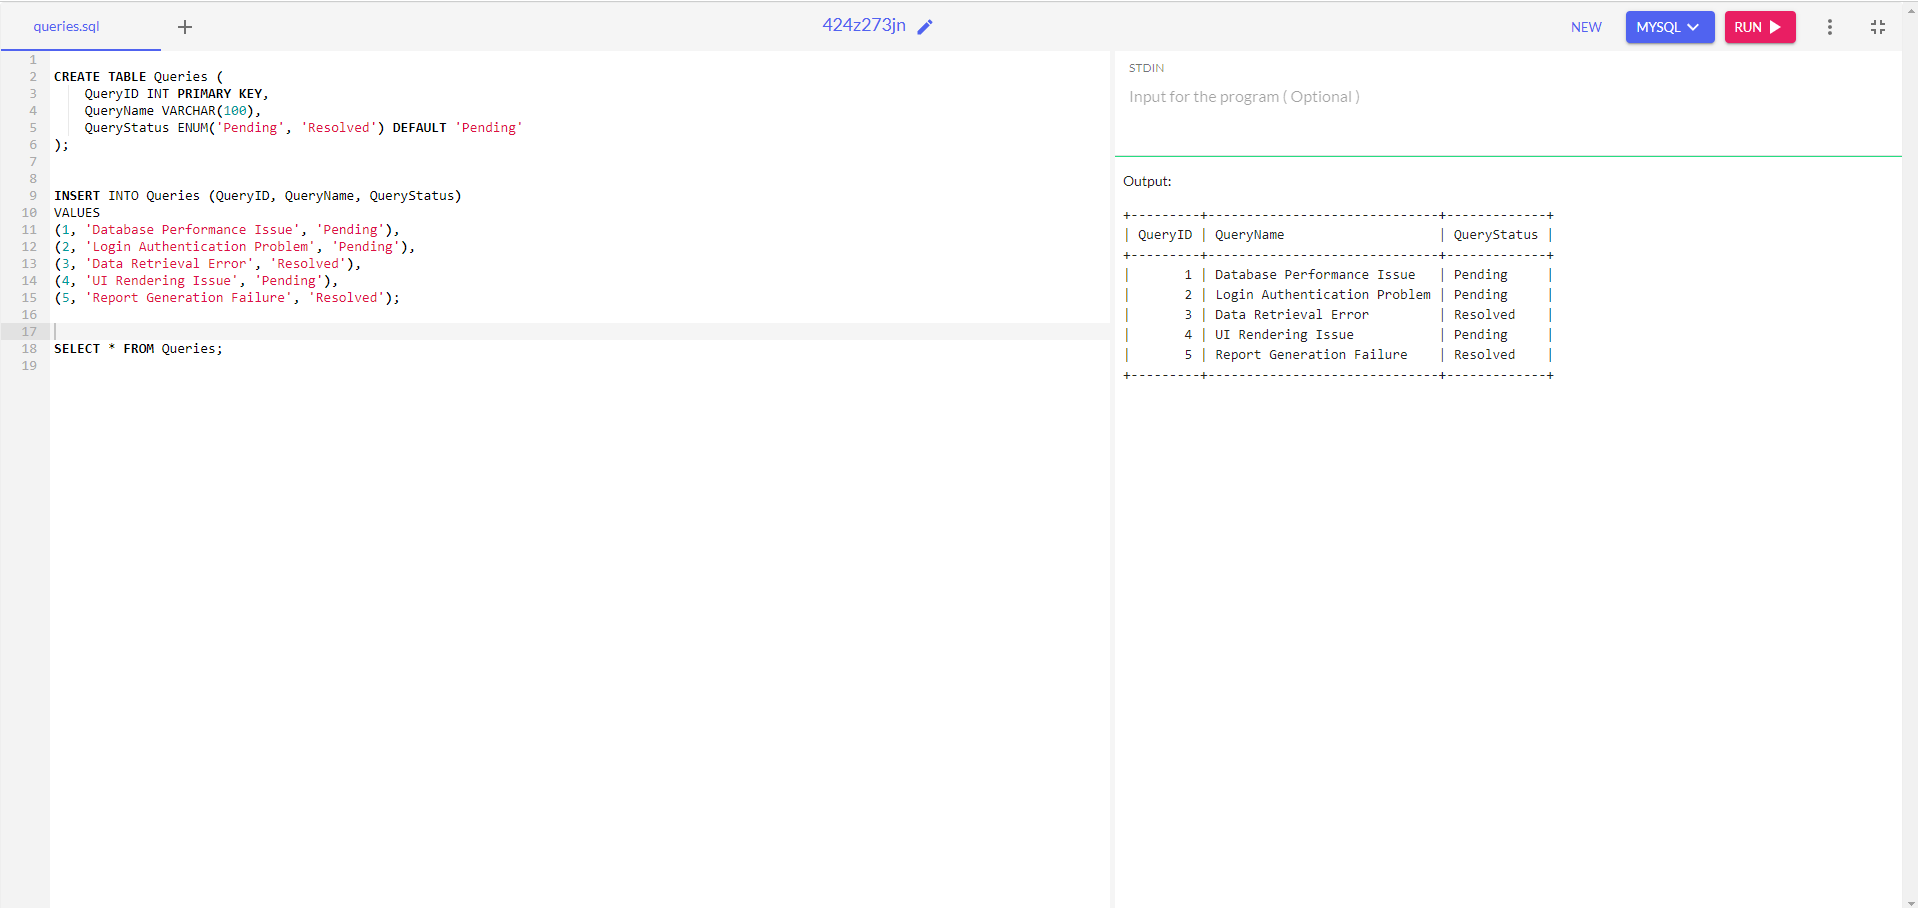 queries.sql + 424z273jn NEW MYSQL RUN
1
2 CREATE TABLE Queries (
3     QueryID INT PRIMARY KEY,
4     QueryName VARCHAR(100),
5     QueryStatus ENUM('Pending', 'Resolved') DEFAULT 'Pending'
6 );
7
8
9 INSERT INTO Queries (QueryID, QueryName, QueryStatus)
10 VALUES
11 (1, 'Database Performance Issue', 'Pending'),
12 (2, 'Login Authentication Problem', 'Pending'),
13 (3, 'Data Retrieval Error', 'Resolved'),
14 (4, 'UI Rendering Issue', 'Pending'),
15 (5, 'Report Generation Failure', 'Resolved');
16
17
18 SELECT * FROM Queries;
19
STDIN
Input for the program ( Optional )
Output:
+---------+------------------------------+-------------+
| QueryID | QueryName                    | QueryStatus |
+---------+------------------------------+-------------+
|       1 | Database Performance Issue   | Pending     |
|       2 | Login Authentication Problem | Pending     |
|       3 | Data Retrieval Error         | Resolved    |
|       4 | UI Rendering Issue           | Pending     |
|       5 | Report Generation Failure    | Resolved    |
+---------+------------------------------+-------------+